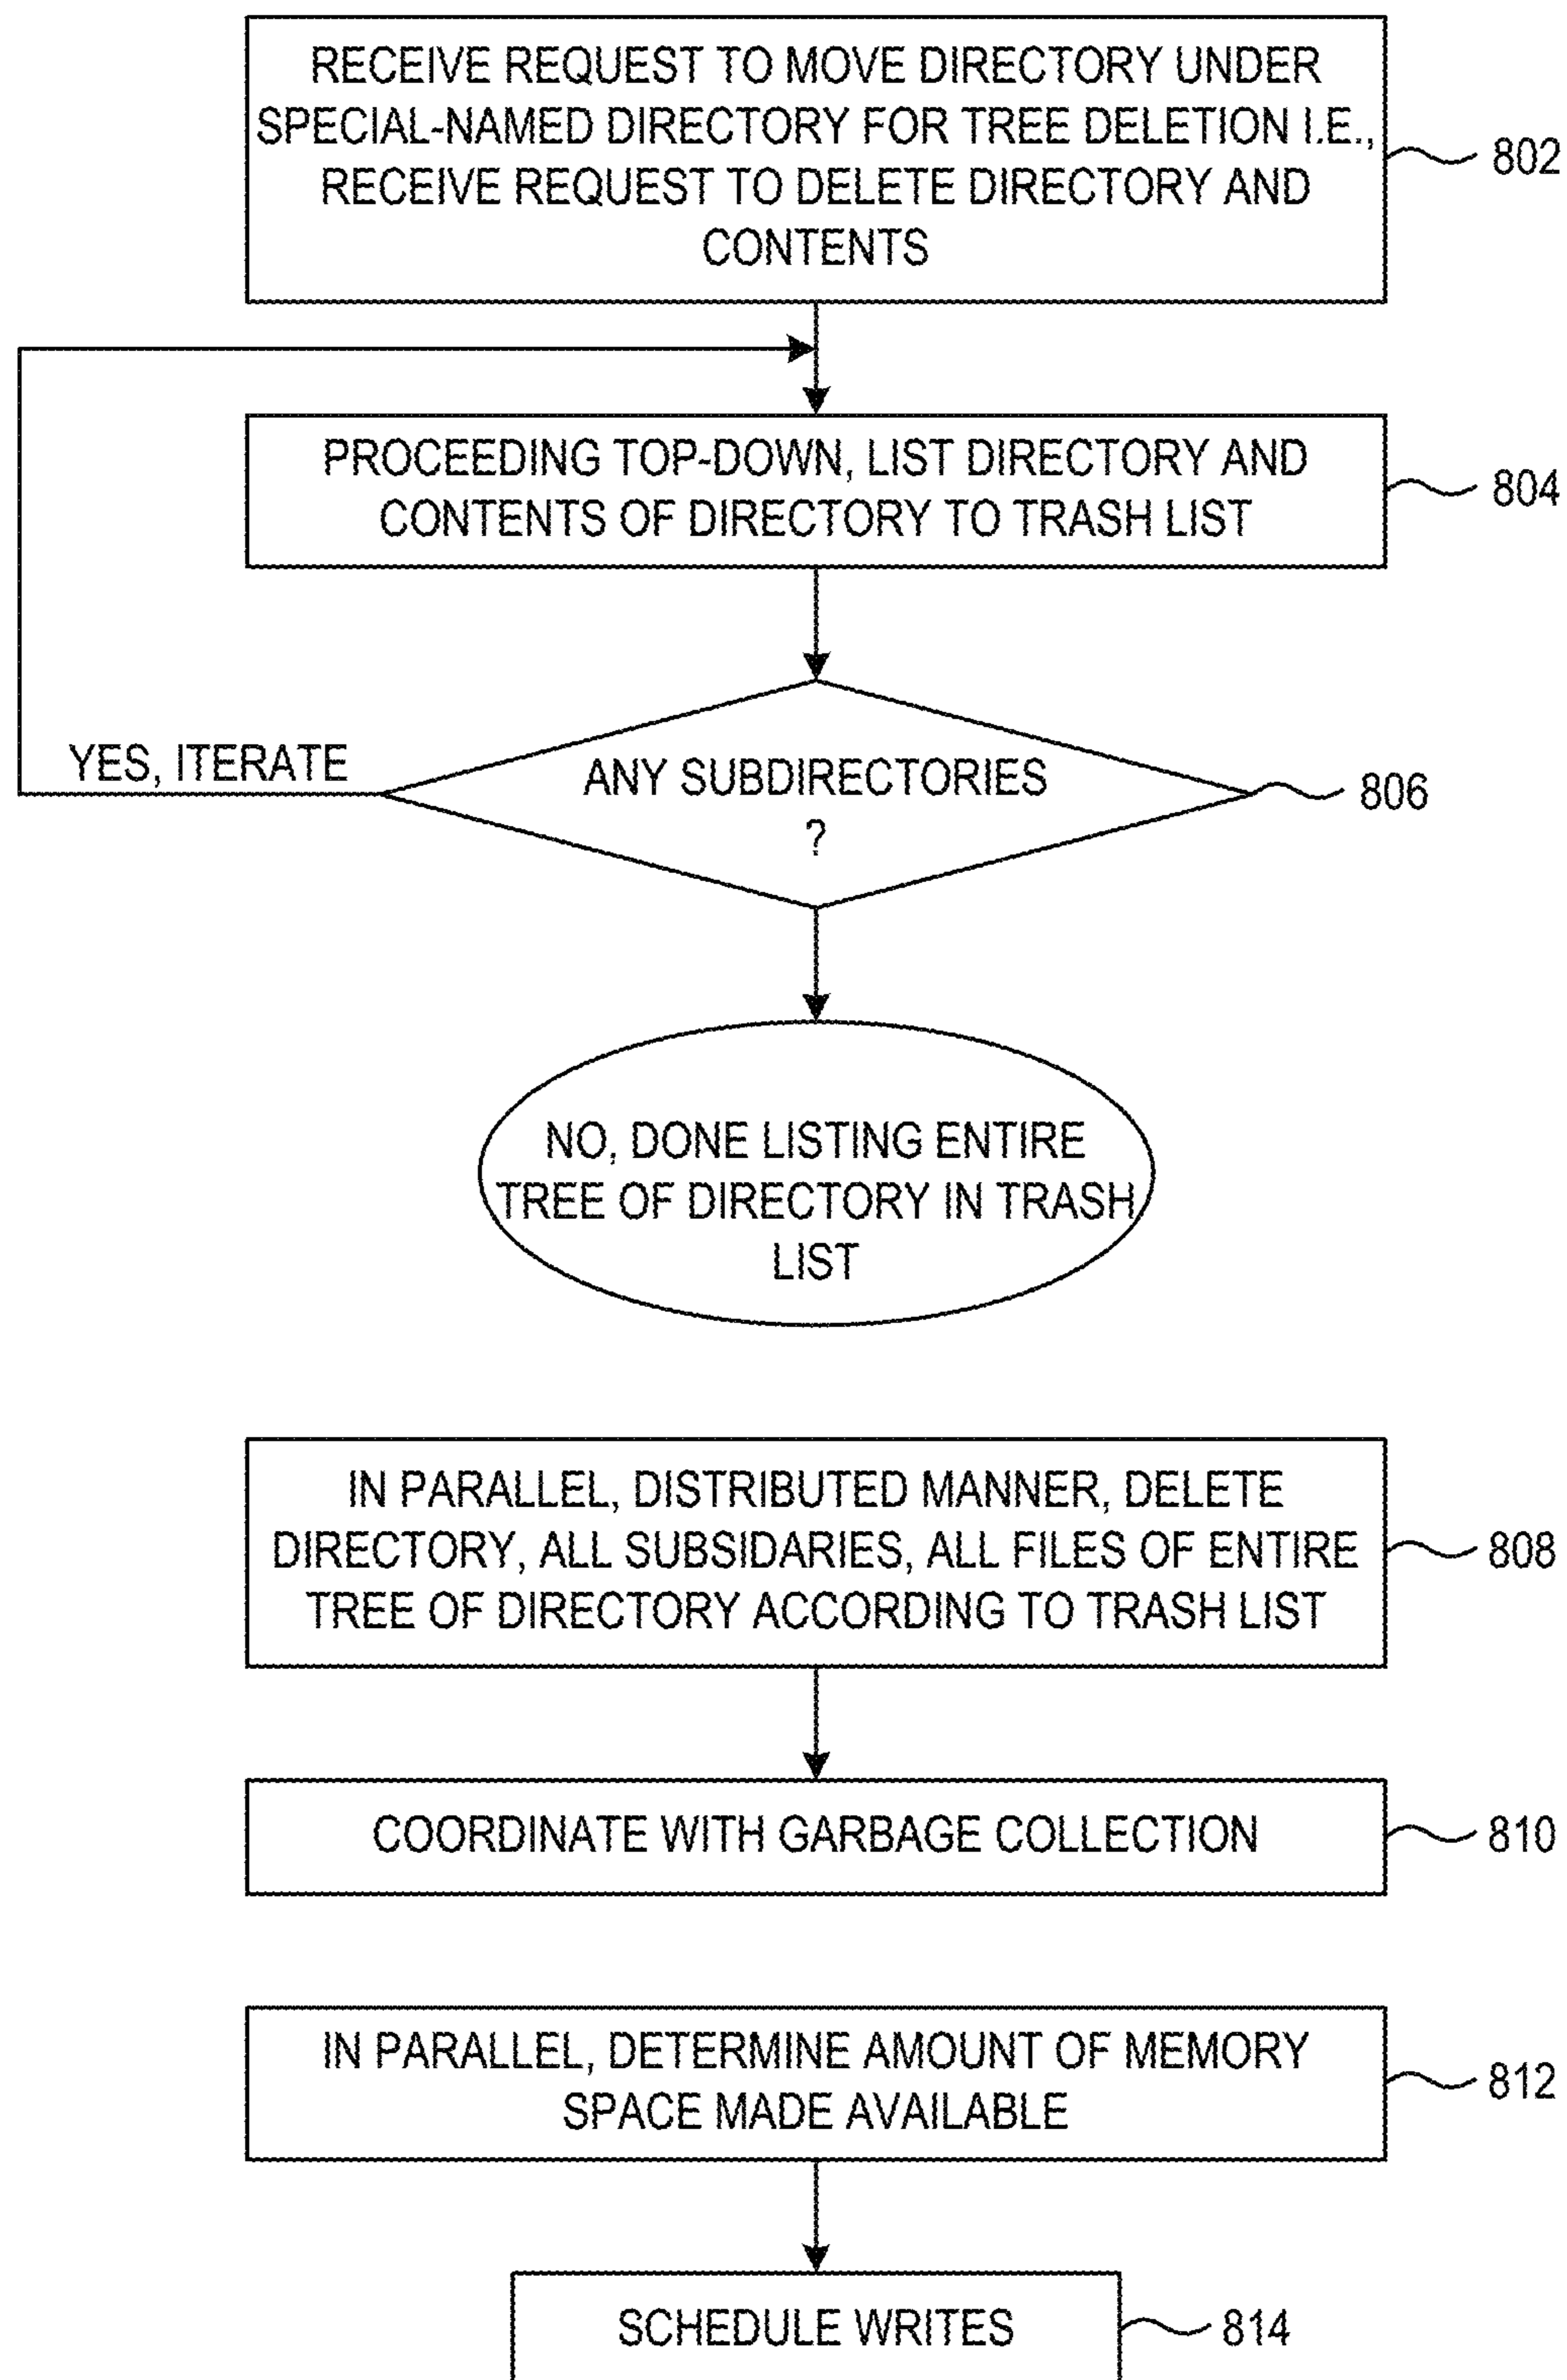 RECEIVE REQUEST TO MOVE DIRECTORY UNDER
SPECIAL-NAMED DIRECTORY FOR TREE DELETION I.E.,
RECEIVE REQUEST TO DELETE DIRECTORY AND
CONTENTS
802
PROCEEDING TOP-DOWN, LIST DIRECTORY AND
CONTENTS OF DIRECTORY TO TRASH LIST
804
YES, ITERATE
ANY SUBDIRECTORIES
?
806
NO, DONE LISTING ENTIRE
TREE OF DIRECTORY IN TRASH
LIST
IN PARALLEL, DISTRIBUTED MANNER, DELETE
DIRECTORY, ALL SUBSIDARIES, ALL FILES OF ENTIRE
TREE OF DIRECTORY ACCORDING TO TRASH LIST
808
COORDINATE WITH GARBAGE COLLECTION
810
IN PARALLEL, DETERMINE AMOUNT OF MEMORY
SPACE MADE AVAILABLE
812
SCHEDULE WRITES
814